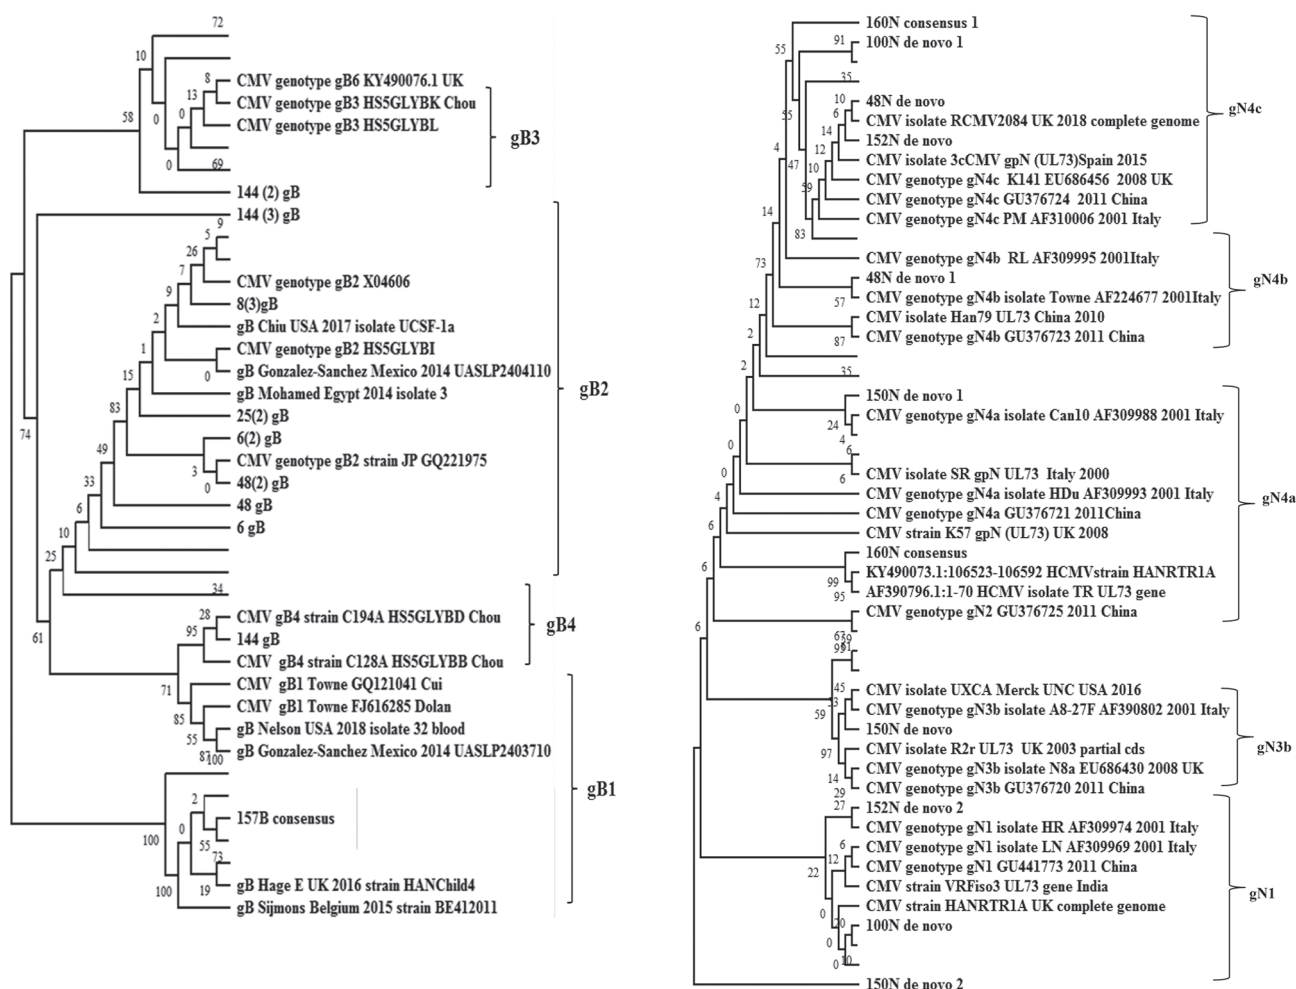 72
10
CMV genotype gB6 KY490076.1 UK
8
13
CMV genotype gB3 HS5GLYBK Chou
58
0
0
CMV genotype gB3 HS5GLYBL
gB3
0
69
144 (2) gB
144 (3) gB
9
5
26
7
CMV genotype gB2 X04606
9
8(3)gB
2
gB Chiu USA 2017 isolate UCSF-1a
1
CMV genotype gB2 HS5GLYBI
0
gB Gonzalez-Sanchez Mexico 2014 UASLP2404110
15
gB Mohamed Egypt 2014 isolate 3
gB2
83
25(2) gB
74
6(2) gB
49
CMV genotype gB2 strain JP GQ221975
3
33
48(2) gB
0
6
48 gB
10
6 gB
25
34
28
CMV gB4 strain C194A HS5GLYBD Chou
61
95
144 gB
gB4
CMV gB4 strain C128A HS5GLYBB Chou
71
CMV gB1 Towne GQ121041 Cui
CMV gB1 Towne FJ616285 Dolan
85
gB Nelson USA 2018 isolate 32 blood
55
gB Gonzalez-Sanchez Mexico 2014 UASLP2403710
87
100
gB1
2
0
157B consensus
100
55
73
100
19
gB Hage E UK 2016 strain HANChild4
gB Sijmons Belgium 2015 strain BE412011
160N consensus 1
55
91
100N de novo 1
35
10
48N de novo
6
55
CMV isolate RCMV2084 UK 2018 complete genome
gN4c
14
152N de novo
4
12
CMV isolate 3cCMV gpN (UL73)Spain 2015
47
10
CMV genotype gN4c K141 EU686456 2008 UK
59
CMV genotype gN4c GU376724 2011 China
14
CMV genotype gN4c PM AF310006 2001 Italy
83
73
CMV genotype gN4b RL AF309995 2001Italy
48N de novo 1
gN4b
57
CMV genotype gN4b isolate Towne AF224677 2001Italy
12
CMV isolate Han79 UL73 China 2010
2
87
CMV genotype gN4b GU376723 2011 China
2
35
150N de novo 1
0
24
CMV genotype gN4a isolate Can10 AF309988 2001 Italy
4
0
6
0
6
CMV isolate SR gpN UL73 Italy 2000
4
CMV genotype gN4a isolate HDu AF309993 2001 Italy
gN4a
6
CMV genotype gN4a GU376721 2011China
CMV strain K57 gpN (UL73) UK 2008
160N consensus
6
KY490073.1:106523-106592 HCMVstrain HANRTR1A
99
AF390796.1:1-70 HCMV isolate TR UL73 gene
95
CMV genotype gN2 GU376725 2011 China
6
45
CMV isolate UXCA Merck UNC USA 2016
CMV genotype gN3b isolate A8-27F AF390802 2001 Italy
59
150N de novo
gN3b
97
CMV isolate R2r UL73 UK 2003 partial cds
CMV genotype gN3b isolate N8a EU686430 2008 UK
14
CMV genotype gN3b GU376720 2011 China
29
27
152N de novo 2
CMV genotype gN1 isolate HR AF309974 2001 Italy
6
CMV genotype gN1 isolate LN AF309969 2001 Italy
12
CMV genotype gN1 GU441773 2011 China
22
CMV strain VRFiso3 UL73 gene India
gN1
0
CMV strain HANRTR1A UK complete genome
100N de novo
0
0
150N de novo 2